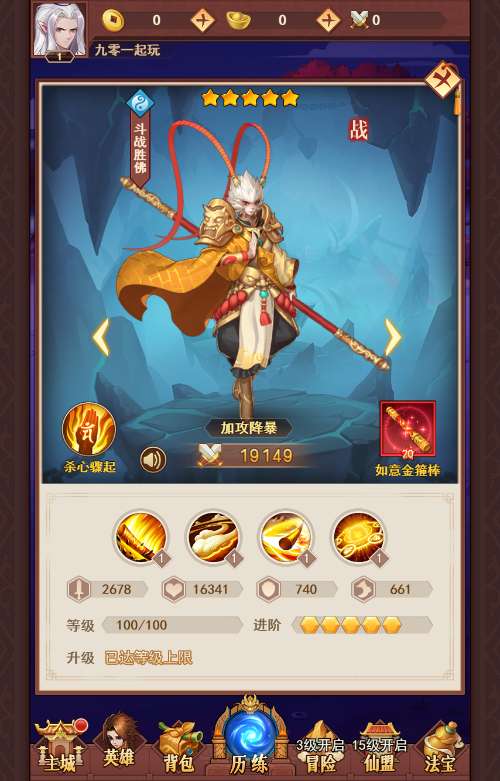 0
0
0
1
九零一起玩
斗战胜佛
战
加攻降暴
19149
杀心骤起
20
如意金箍棒
1
1
1
1
2678
16341
740
661
等级 100/100
进阶
升级 已达等级上限
3级开启
15级开启
主城
英雄
背包
历练
冒险
仙盟
法宝